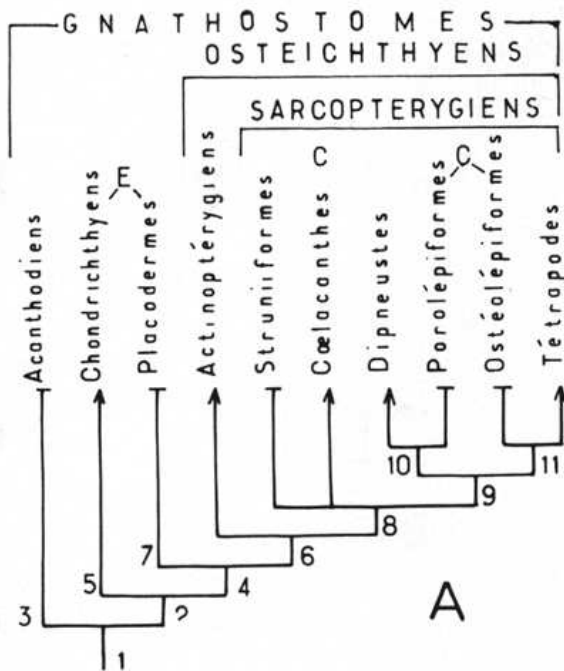 GNATHOSTOMES
OSTEICHTHYENS
SARCOPTERYGIENS
E
C
C
Acanthodiens
Chondrichthyens
Placodermes
Actinoptérygiens
Struniiformes
Cœlacanthes
Dipneustes
Porolépiformes
Ostéolépiformes
Tétrapodes
10
11
9
8
7
6
5
4
3
2
1
A